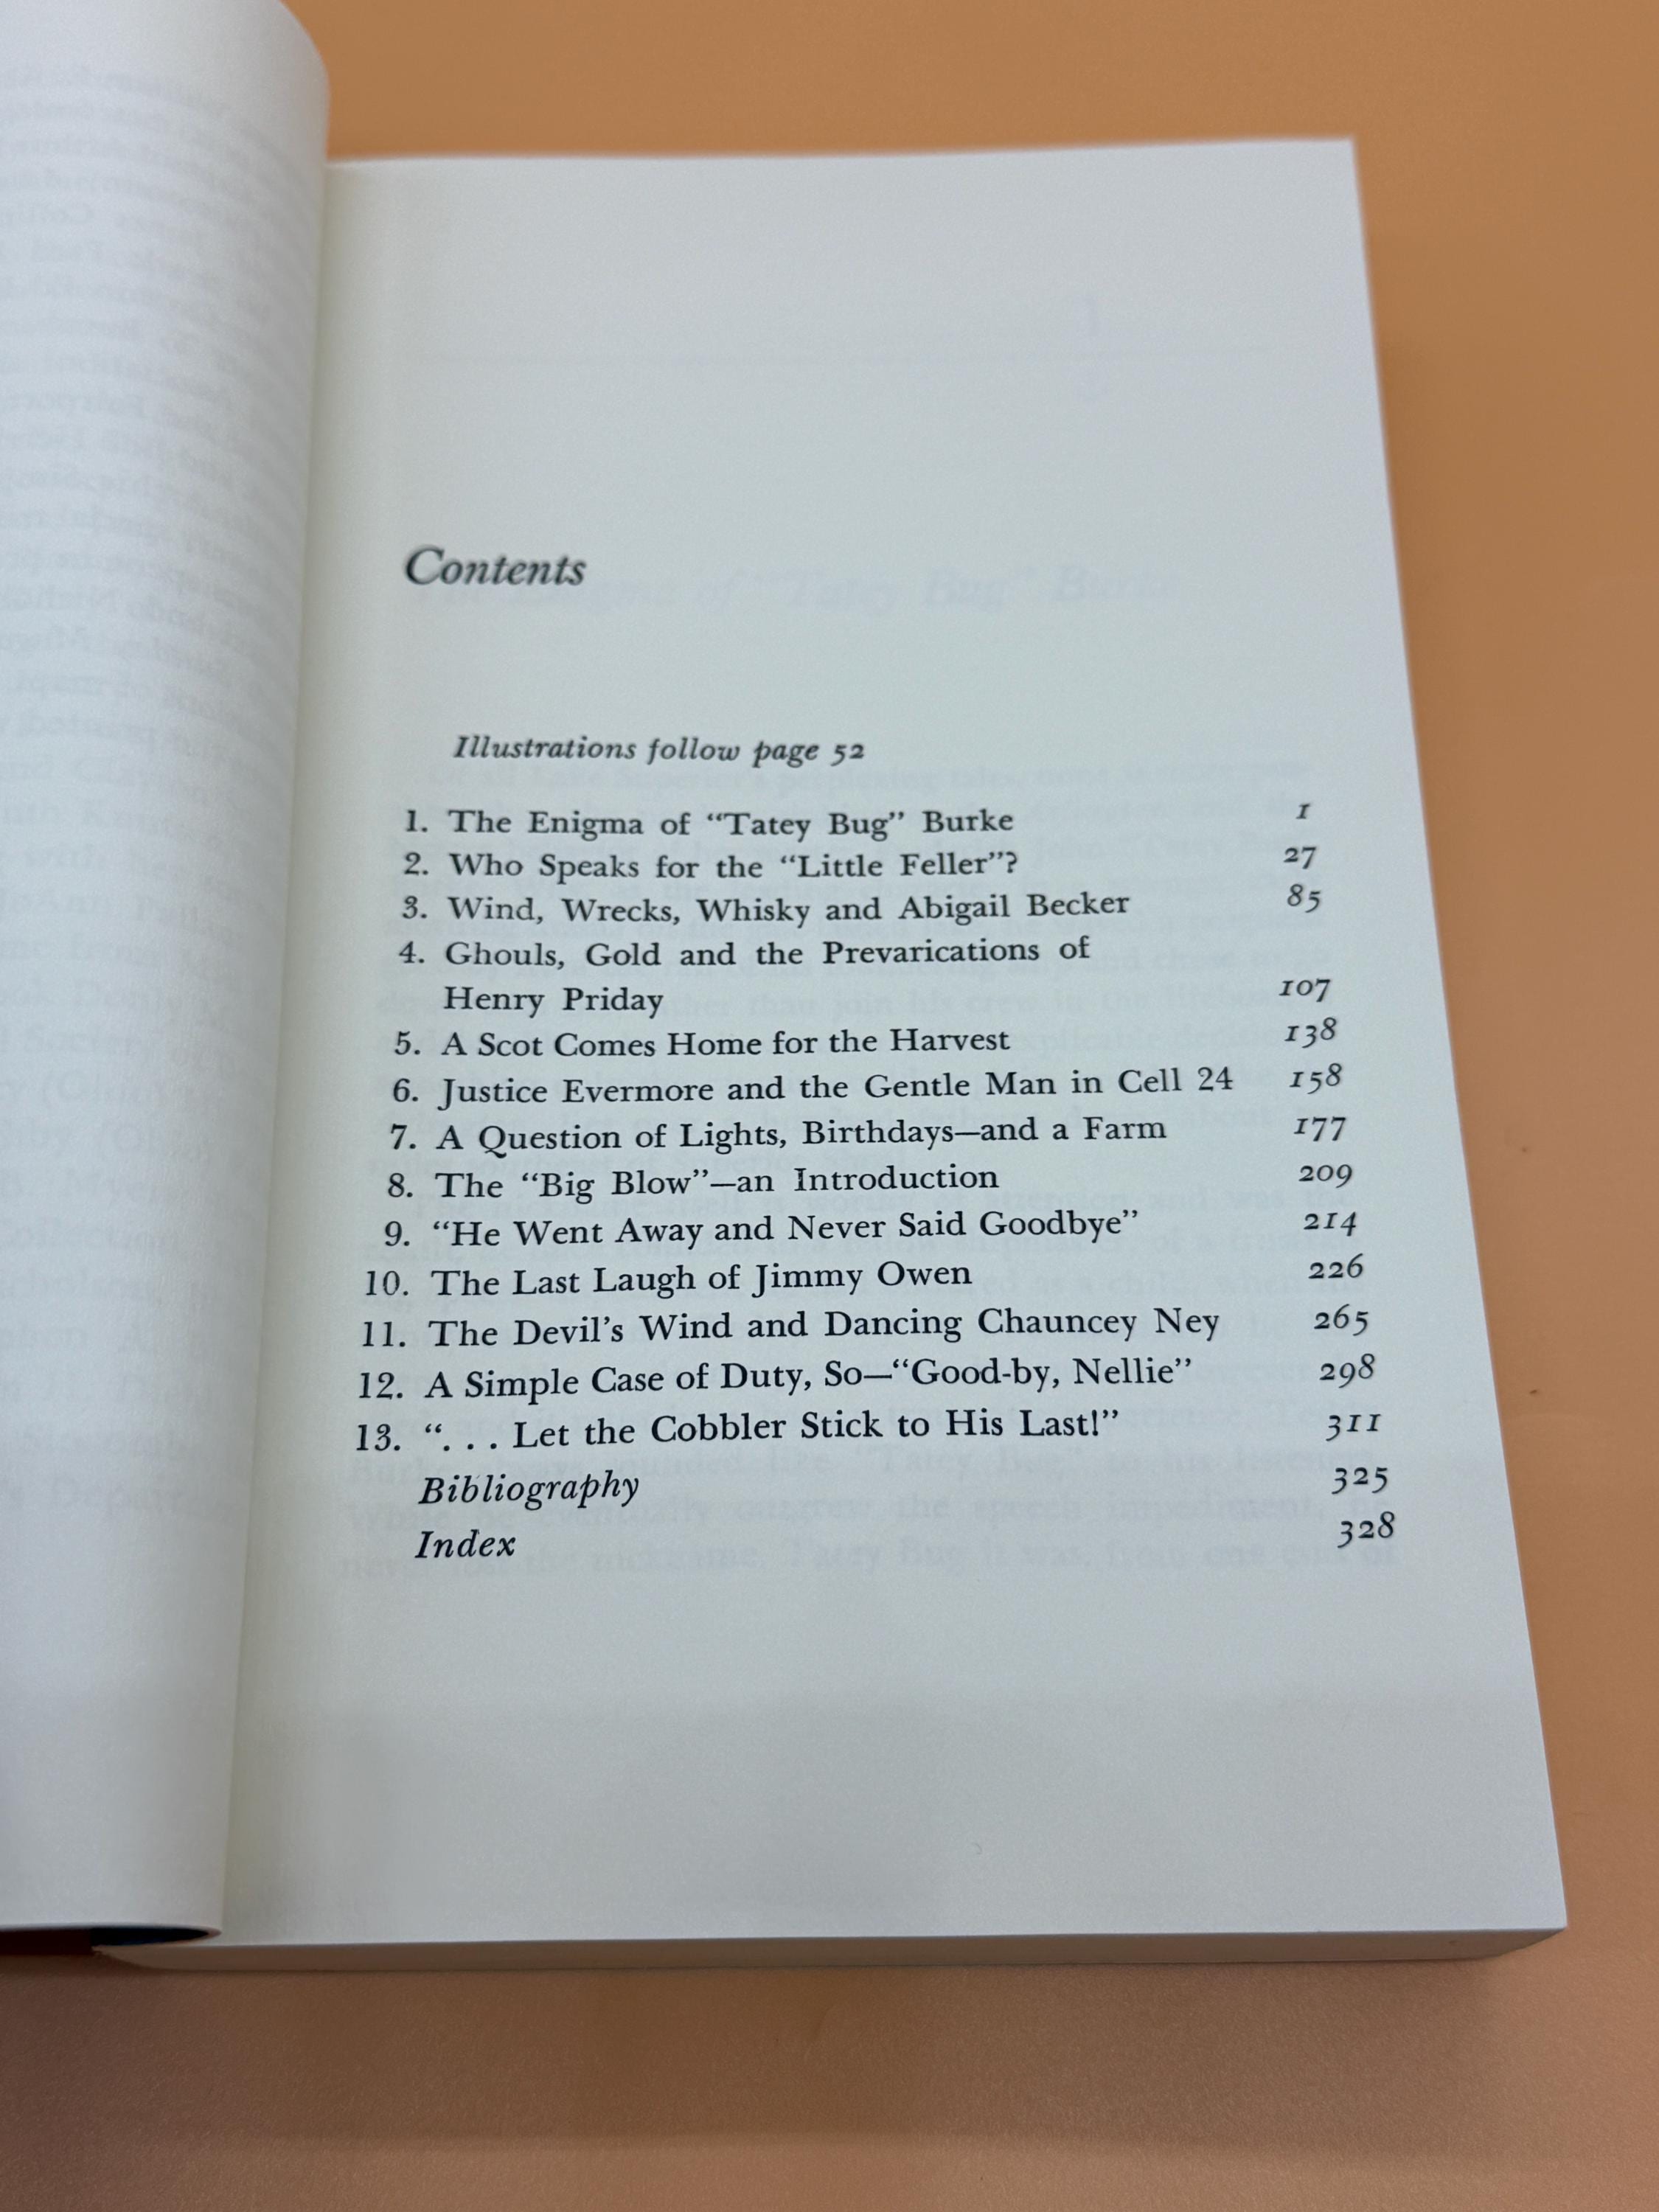 Contents
Illustrations follow page 52
1. The Enigma of “Tatey Bug” Burke 1
2. Who Speaks for the “Little Feller”? 27
3. Wind, Wrecks, Whisky and Abigail Becker 85
4. Ghouls, Gold and the Prevarications of
Henry Priday 107
5. A Scot Comes Home for the Harvest 138
6. Justice Evermore and the Gentle Man in Cell 24 158
7. A Question of Lights, Birthdays—and a Farm 177
8. The “Big Blow”—an Introduction 209
9. “He Went Away and Never Said Goodbye” 214
10. The Last Laugh of Jimmy Owen 226
11. The Devil’s Wind and Dancing Chauncey Ney 265
12. A Simple Case of Duty, So—“Good-by, Nellie” 298
13. “. . . Let the Cobbler Stick to His Last!” 311
Bibliography 325
Index 328